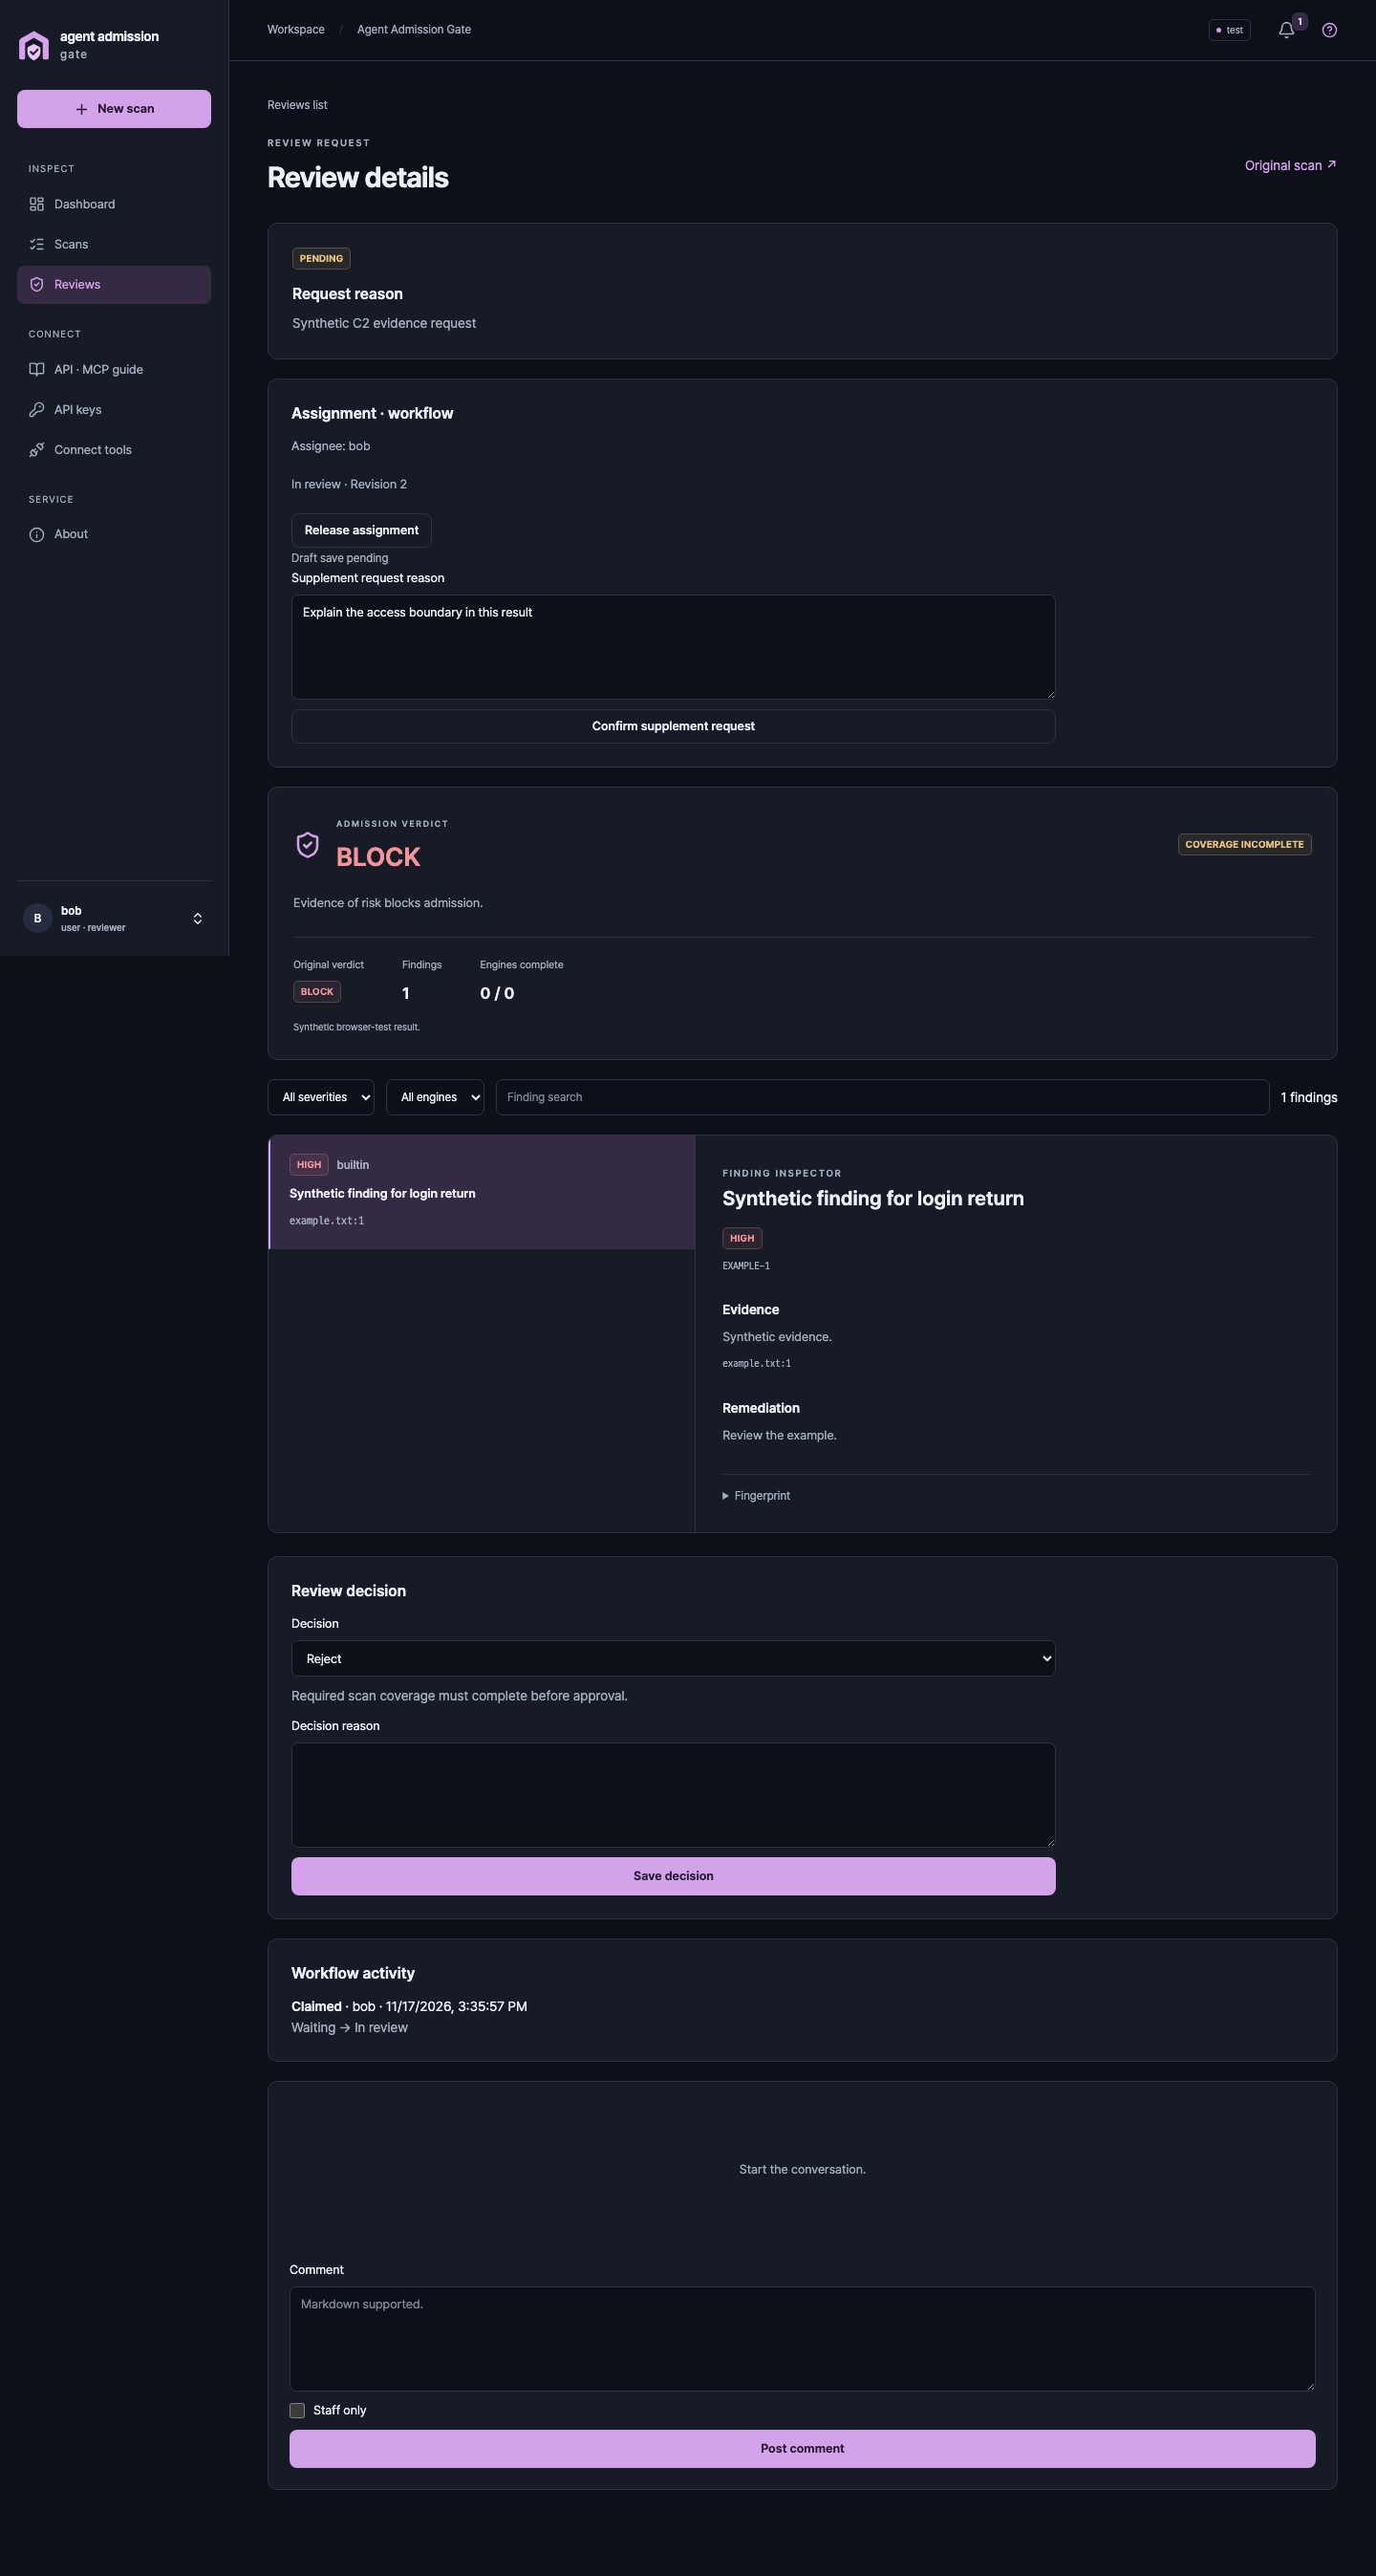 agent admission
gate
New scan
INSPECT
Dashboard
Scans
Reviews
CONNECT
API · MCP guide
API keys
Connect tools
SERVICE
About
B
bob
user · reviewer
Workspace / Agent Admission Gate
test
1
Reviews list
REVIEW REQUEST
Review details
Original scan ↗
PENDING
Request reason
Synthetic C2 evidence request
Assignment · workflow
Assignee: bob
In review · Revision 2
Release assignment
Draft save pending
Supplement request reason
Explain the access boundary in this result
Confirm supplement request
ADMISSION VERDICT
BLOCK
COVERAGE INCOMPLETE
Evidence of risk blocks admission.
Original verdict Findings Engines complete
BLOCK 1 0 / 0
Synthetic browser-test result.
All severities All engines Finding search 1 findings
HIGH builtin
Synthetic finding for login return
example.txt:1
FINDING INSPECTOR
Synthetic finding for login return
HIGH
EXAMPLE-1
Evidence
Synthetic evidence.
example.txt:1
Remediation
Review the example.
Fingerprint
Review decision
Decision
Reject
Required scan coverage must complete before approval.
Decision reason
Save decision
Workflow activity
Claimed · bob · 11/17/2026, 3:35:57 PM
Waiting → In review
Start the conversation.
Comment
Markdown supported.
Staff only
Post comment